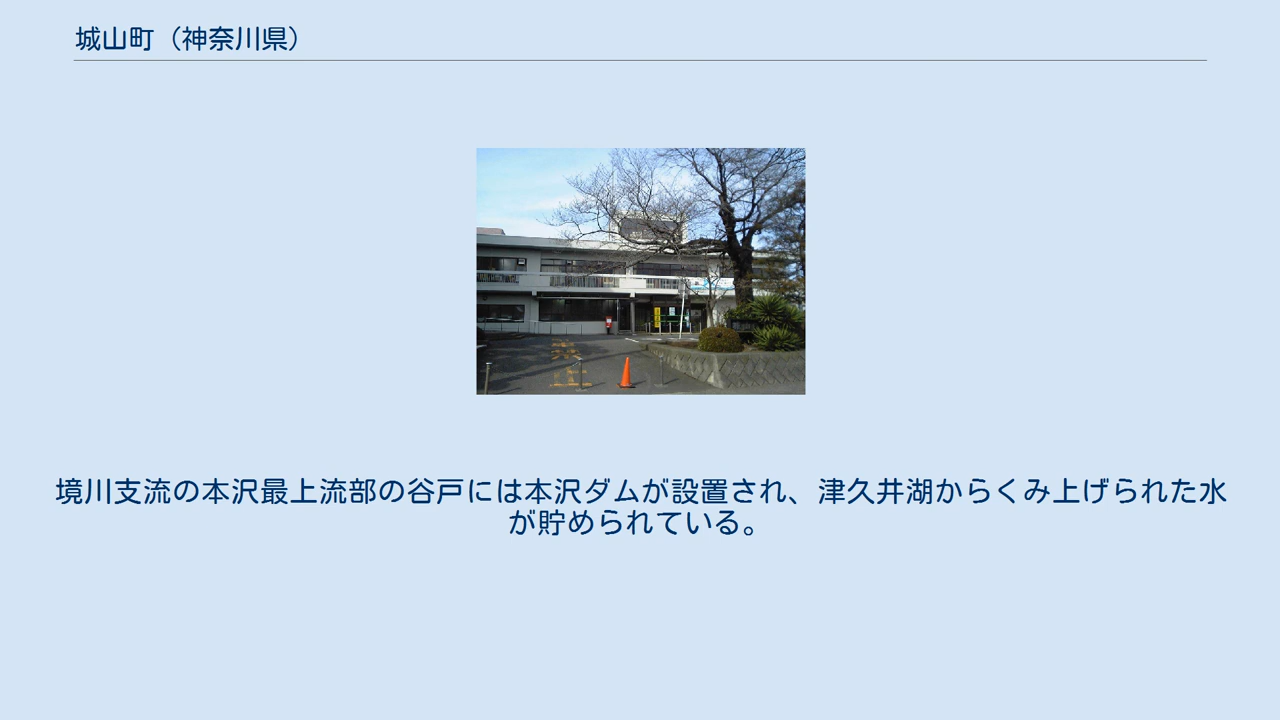 城山町（神奈川県）
境川支流の本沢最上流部の谷戸には本沢ダムが設置され、津久井湖からくみ上げられた水
が貯められている。